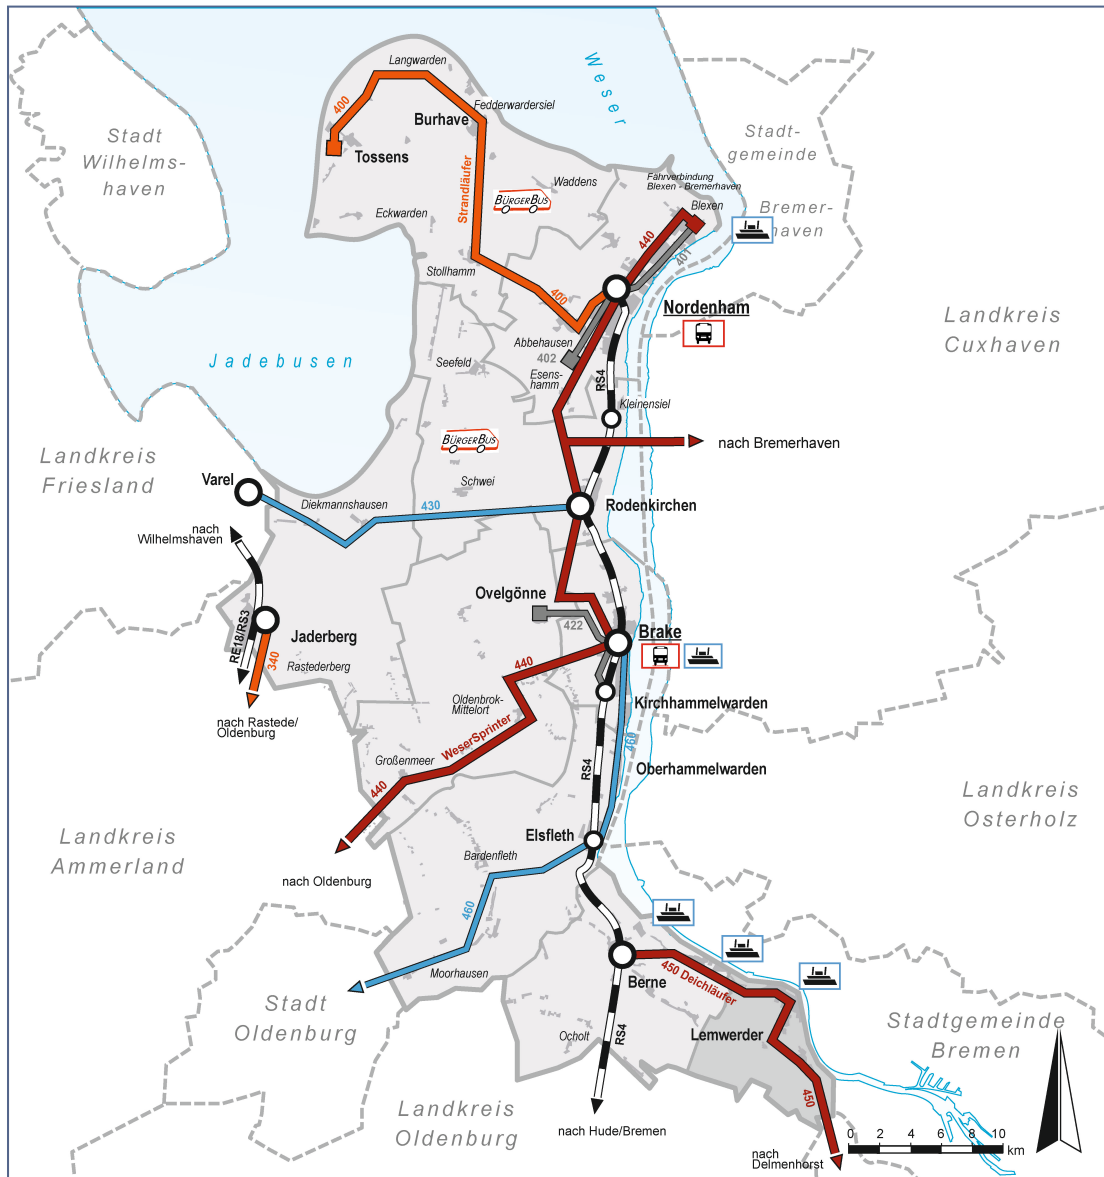 Langwarden
Weser
400
Fedderwardersiel
Burhave
Stadt
Wilhelms-
haven
Stadt-
gemeinde
Bremer-
haven
Tossens
Strandläufer
Waddens
BÜRGERBUS
Fährverbindung
Blexen - Bremerhaven
Blexen
Eckwarden
440
401
Stollhamm
400
Nordenham
Landkreis
Cuxhaven
Jadebusen
Abbehausen
402
Seefeld
Esens-
hamm
RS4
Kleinensiel
BÜRGERBUS
nach Bremerhaven
Landkreis
Friesland
Varel
Schwei
Diekmannshausen
430
Rodenkirchen
nach
Wilhelmshaven
Ovelgönne
422
Brake
RE18/RS3
Jaderberg
Rastederberg
340
440
Oldenbrok-
Mittelort
Kirchhammelwarden
nach Rastede/
Oldenburg
WeserSprinter
460
Großenmeer
RS4
Oberhammelwarden
440
Landkreis
Osterholz
Landkreis
Ammerland
Elsfleth
Bardenfleth
nach Oldenburg
460
Moorhausen
Berne
450 Deichläufer
Stadt
Oldenburg
Ocholt
RS4
Lemwerder
Stadtgemeinde
Bremen
450
Landkreis
Oldenburg
nach Hude/Bremen
nach
Delmenhorst
0 2 4 6 8 10
km